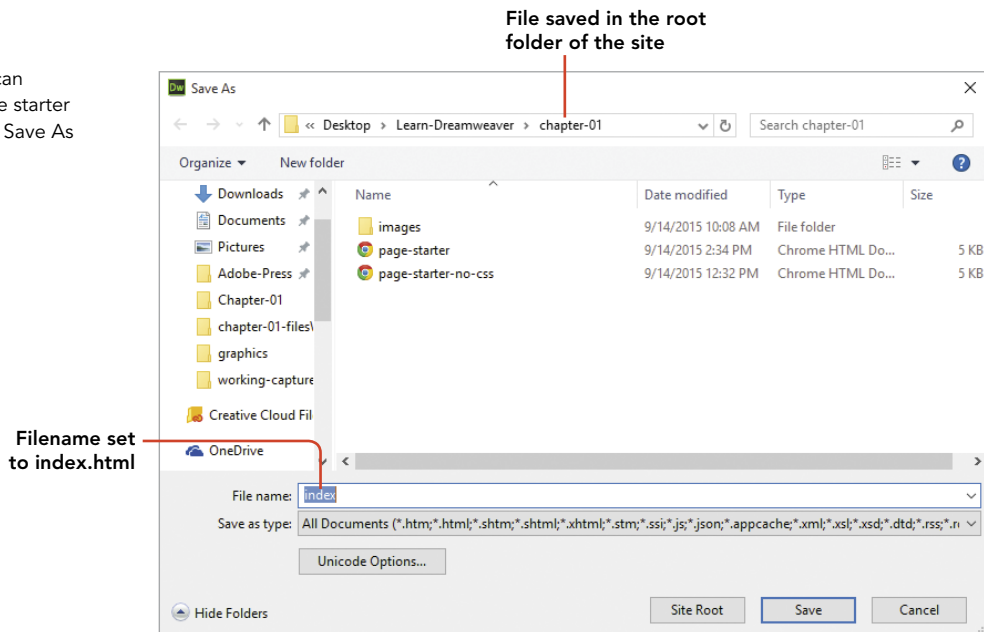 File saved in the root
folder of the site
can
e starter
Save As
Dw Save As
« Desktop > Learn-Dreamweaver > chapter-01
Search chapter-01
Organize
New folder
Downloads
Documents
Pictures
Adobe-Press
Chapter-01
chapter-01-files\
graphics
working-capture
Creative Cloud Fil
OneDrive
Name Date modified Type Size
images 9/14/2015 10:08 AM File folder
page-starter 9/14/2015 2:34 PM Chrome HTML Do... 5 KB
page-starter-no-css 9/14/2015 12:32 PM Chrome HTML Do... 5 KB
Filename set
to index.html
File name: index
Save as type: All Documents (*.htm;*.html;*.shtm;*.shtml;*.xhtml;*.stm;*.ssi;*.js;*.json;*.appcache;*.xml;*.xsl;*.xsd;*.dtd;*.rss;*.r
Unicode Options...
Hide Folders
Site Root
Save
Cancel